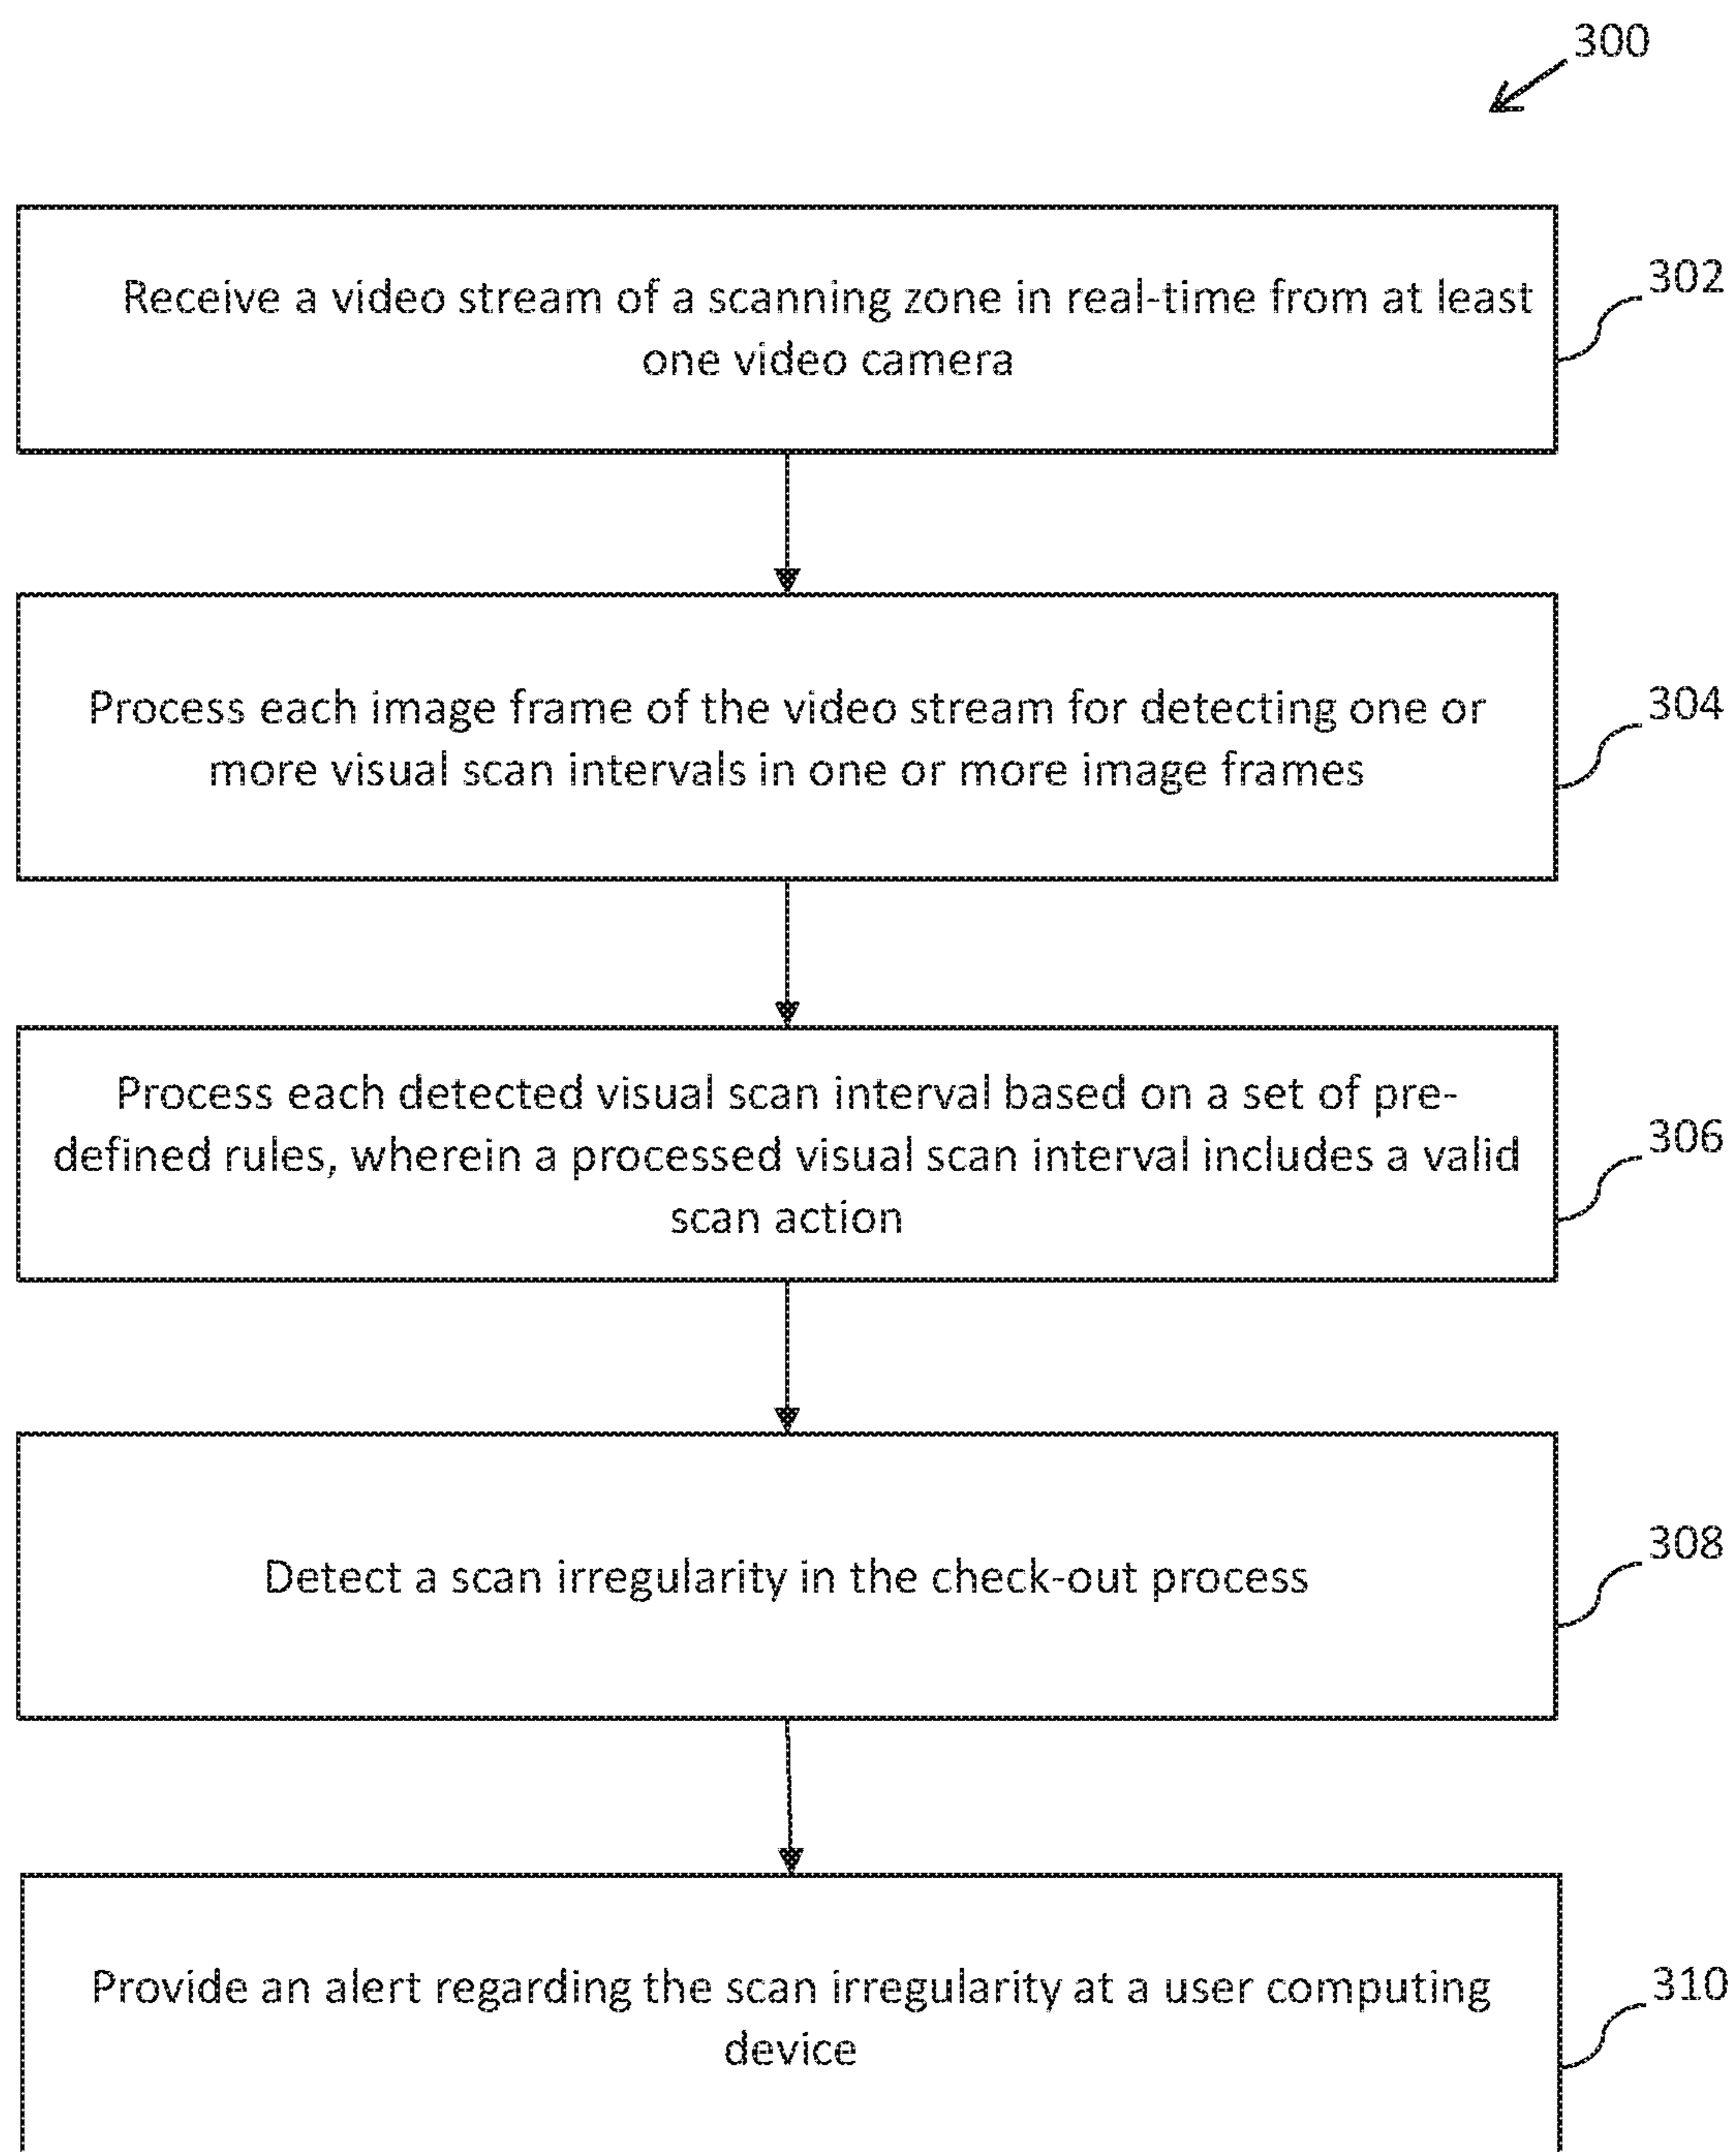 300
Receive a video stream of a scanning zone in real-time from at least
one video camera
302
Process each image frame of the video stream for detecting one or
more visual scan intervals in one or more image frames
304
Process each detected visual scan interval based on a set of pre-
defined rules, wherein a processed visual scan interval includes a valid
scan action
306
Detect a scan irregularity in the check-out process
308
Provide an alert regarding the scan irregularity at a user computing
device
310